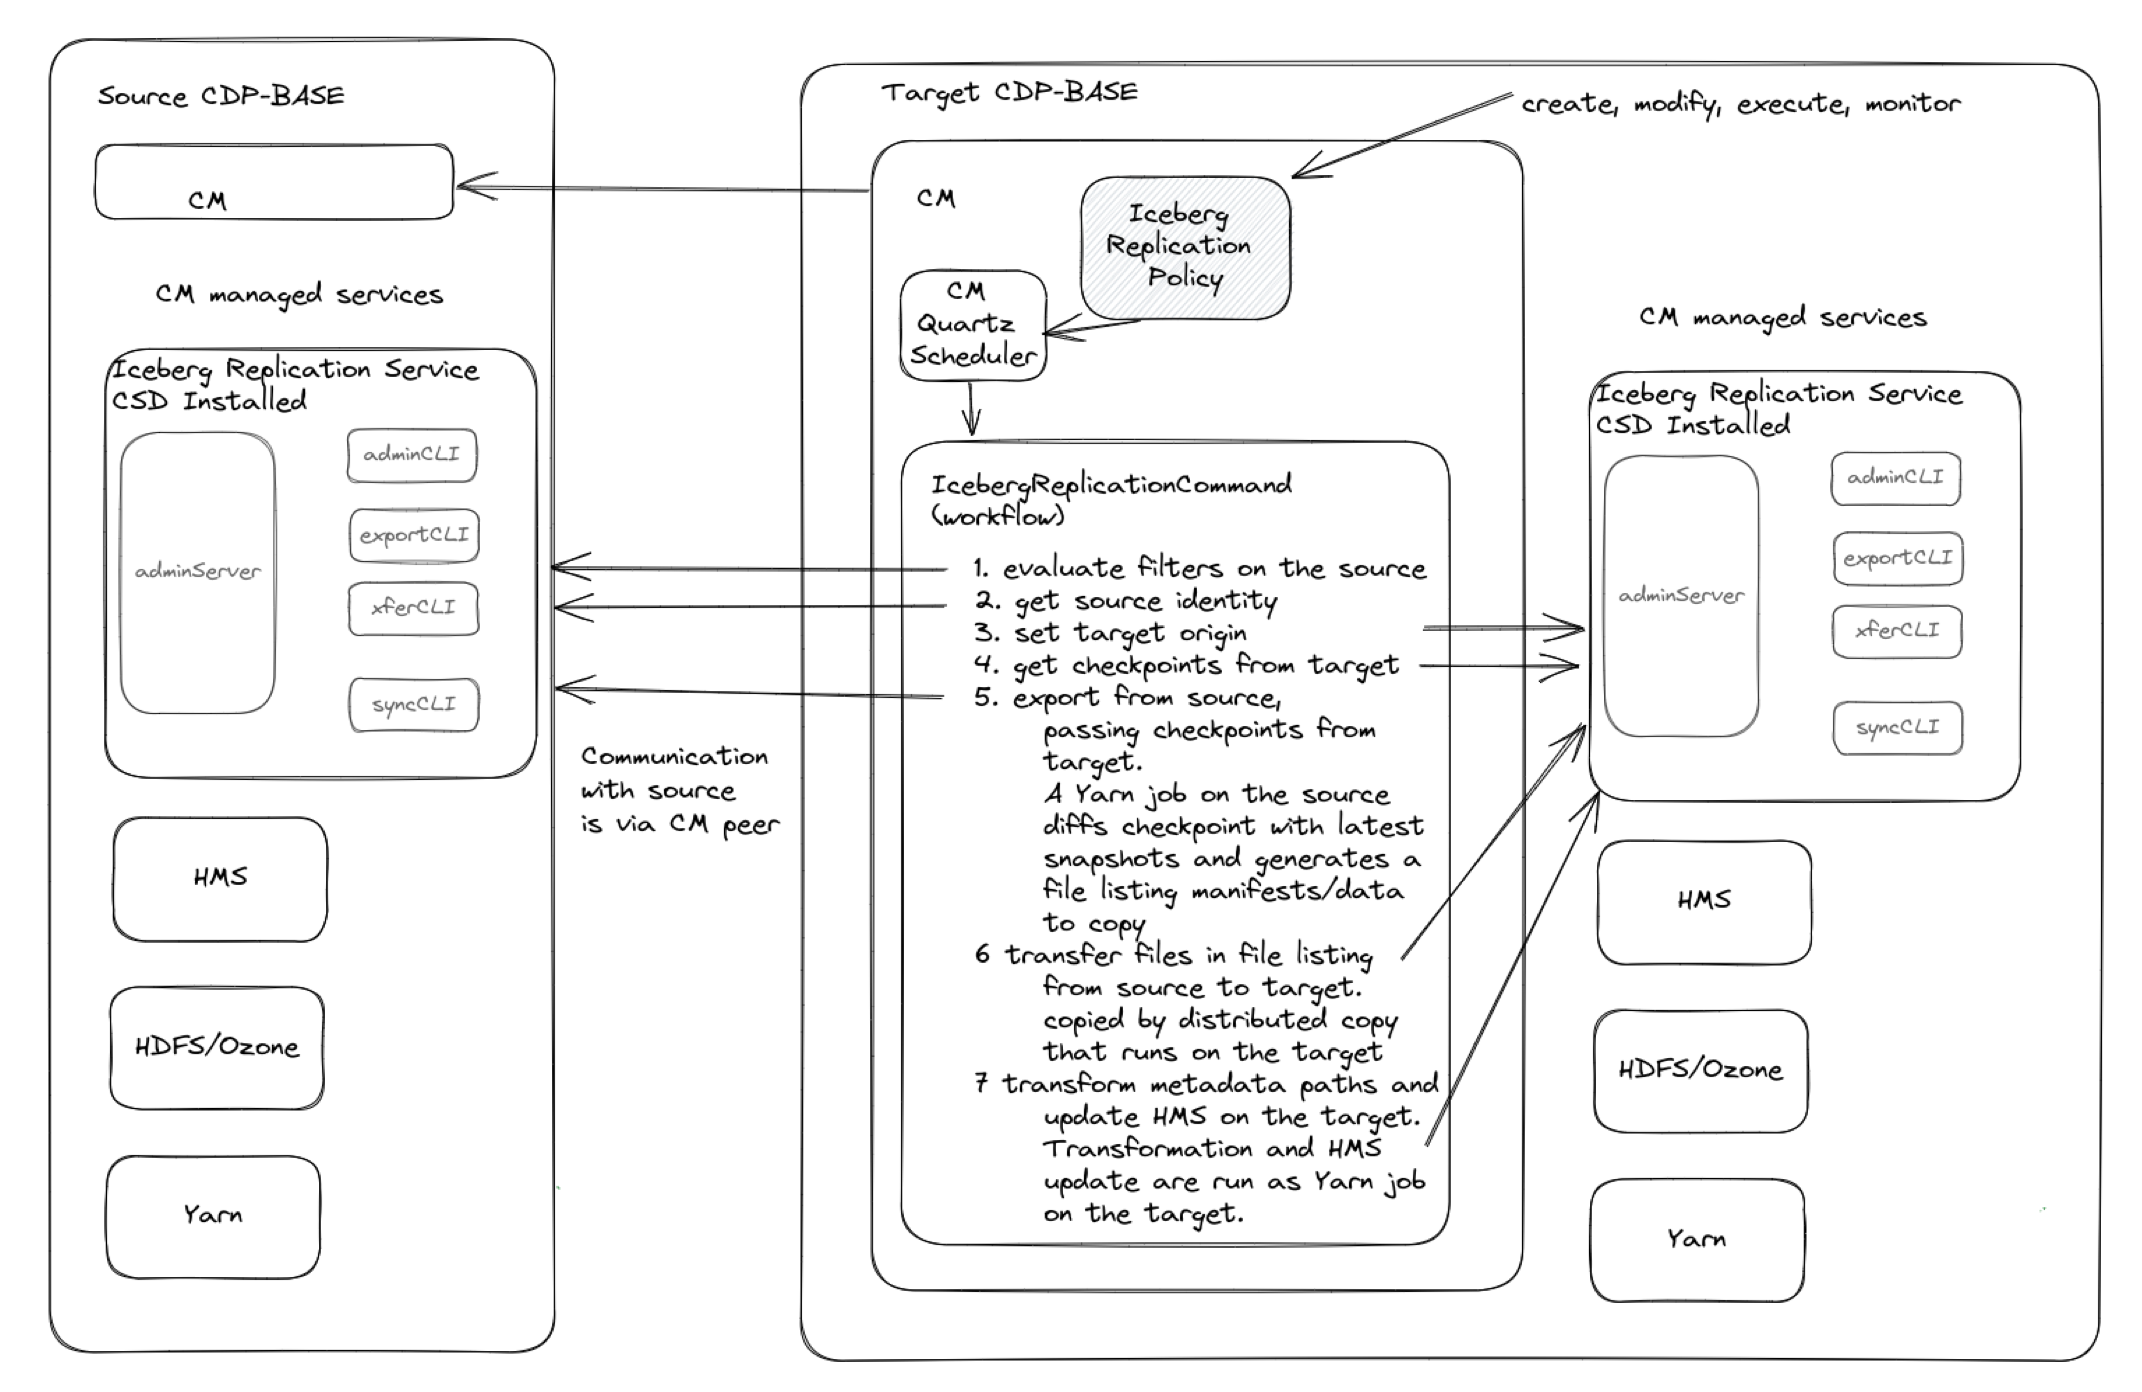 Source CDP-BASE
CM
CM managed services
Iceberg Replication Service
CSD Installed
adminServer
adminCLI
exportCLI
xferCLI
syncCLI
HMS
HDFS/Ozone
Yarn
Communication
with source
is via CM peer
Target CDP-BASE
create, modify, execute, monitor
CM
Iceberg
Replication
Policy
CM
Quartz
Scheduler
IcebergReplicationCommand
(workflow)
1. evaluate filters on the source
2. get source identity
3. set target origin
4. get checkpoints from target
5. export from source,
passing checkpoints from
target.
A Yarn job on the source
diffs checkpoint with latest
snapshots and generates a
file listing manifests/data
to copy
6 transfer files in file listing
from source to target.
copied by distributed copy
that runs on the target
7 transform metadata paths and
update HMS on the target.
Transformation and HMS
update are run as Yarn job
on the target.
CM managed services
Iceberg Replication Service
CSD Installed
adminServer
adminCLI
exportCLI
xferCLI
syncCLI
HMS
HDFS/Ozone
Yarn